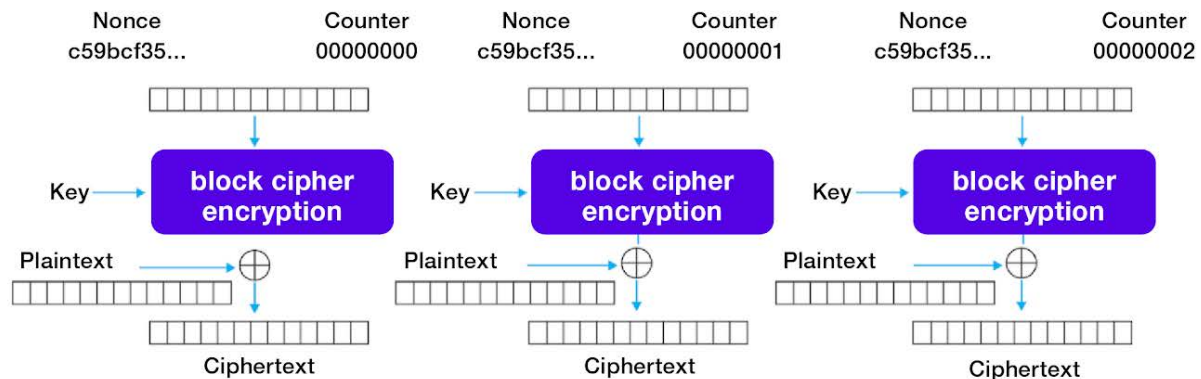 Nonce Counter Nonce Counter Nonce Counter
c59bcf35... 00000000 c59bcf35... 00000001 c59bcf35... 00000002
Key block cipher encryption Key block cipher encryption Key block cipher encryption
Plaintext Plaintext Plaintext
Ciphertext Ciphertext Ciphertext